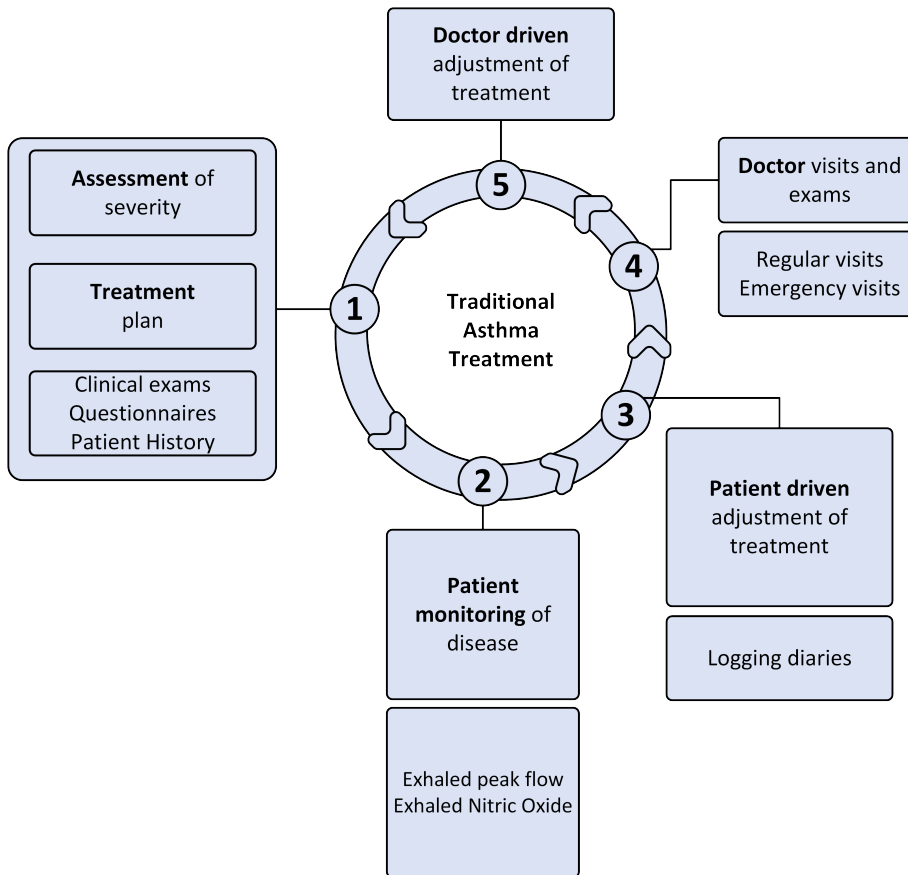 Doctor driven
adjustment of
treatment
5
Assessment of
severity
Treatment
plan
Clinical exams
Questionnaires
Patient History
1
Traditional
Asthma
Treatment
4
Doctor visits and
exams
Regular visits
Emergency visits
3
Patient driven
adjustment of
treatment
Logging diaries
2
Patient
monitoring of
disease
Exhaled peak flow
Exhaled Nitric Oxide